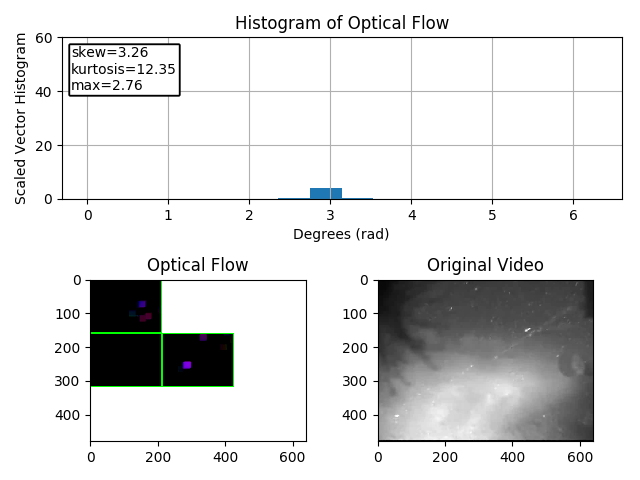 Histogram of Optical Flow
Scaled Vector Histogram
60
40
20
0
skew=3.26
kurtosis=12.35
max=2.76
0 1 2 3 4 5 6
Degrees (rad)
Optical Flow
0
100
200
300
400
0 200 400 600
Original Video
0
100
200
300
400
0 200 400 600